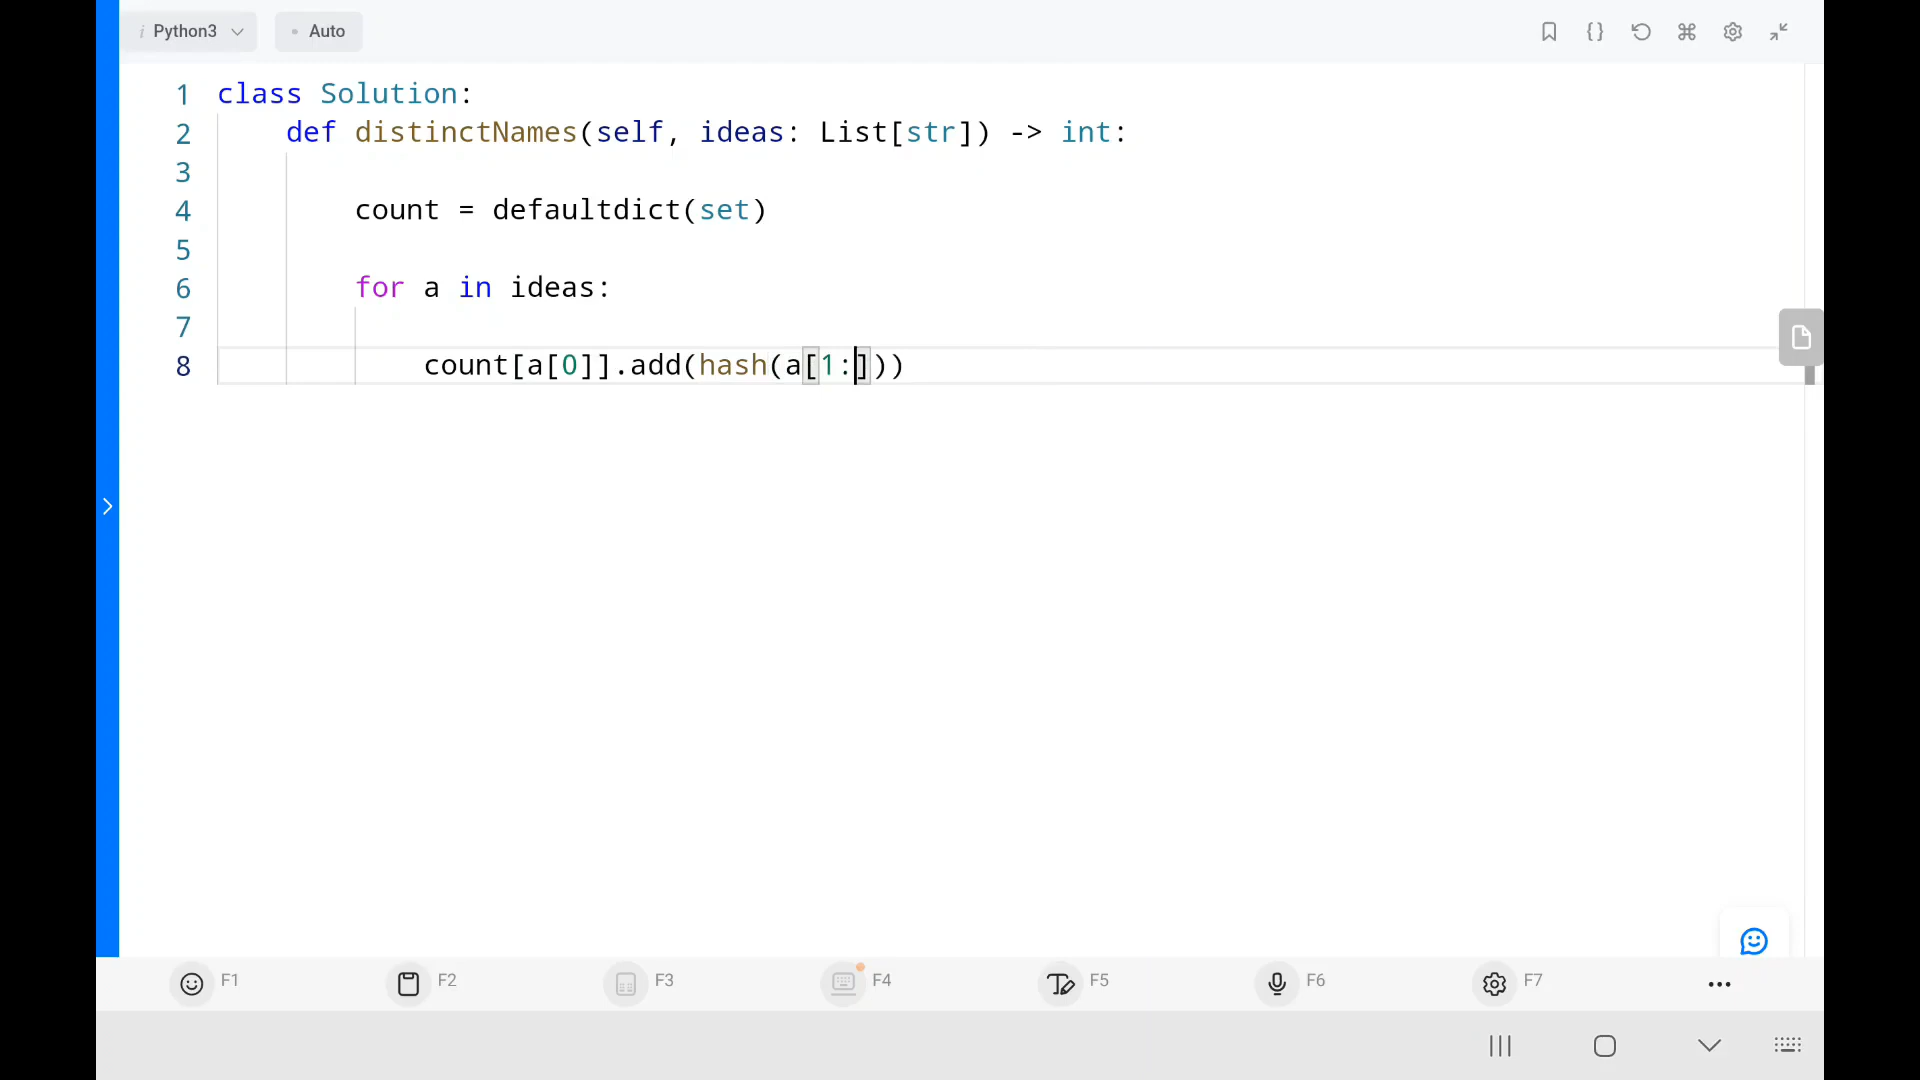 i Python3
Auto
1 class Solution:
2 def distinctNames(self, ideas: List[str]) -> int:
3
4 count = defaultdict(set)
5
6 for a in ideas:
7
8 count[a[0]].add(hash(a[1:]))
F1
F2
F3
F4
F5
F6
F7